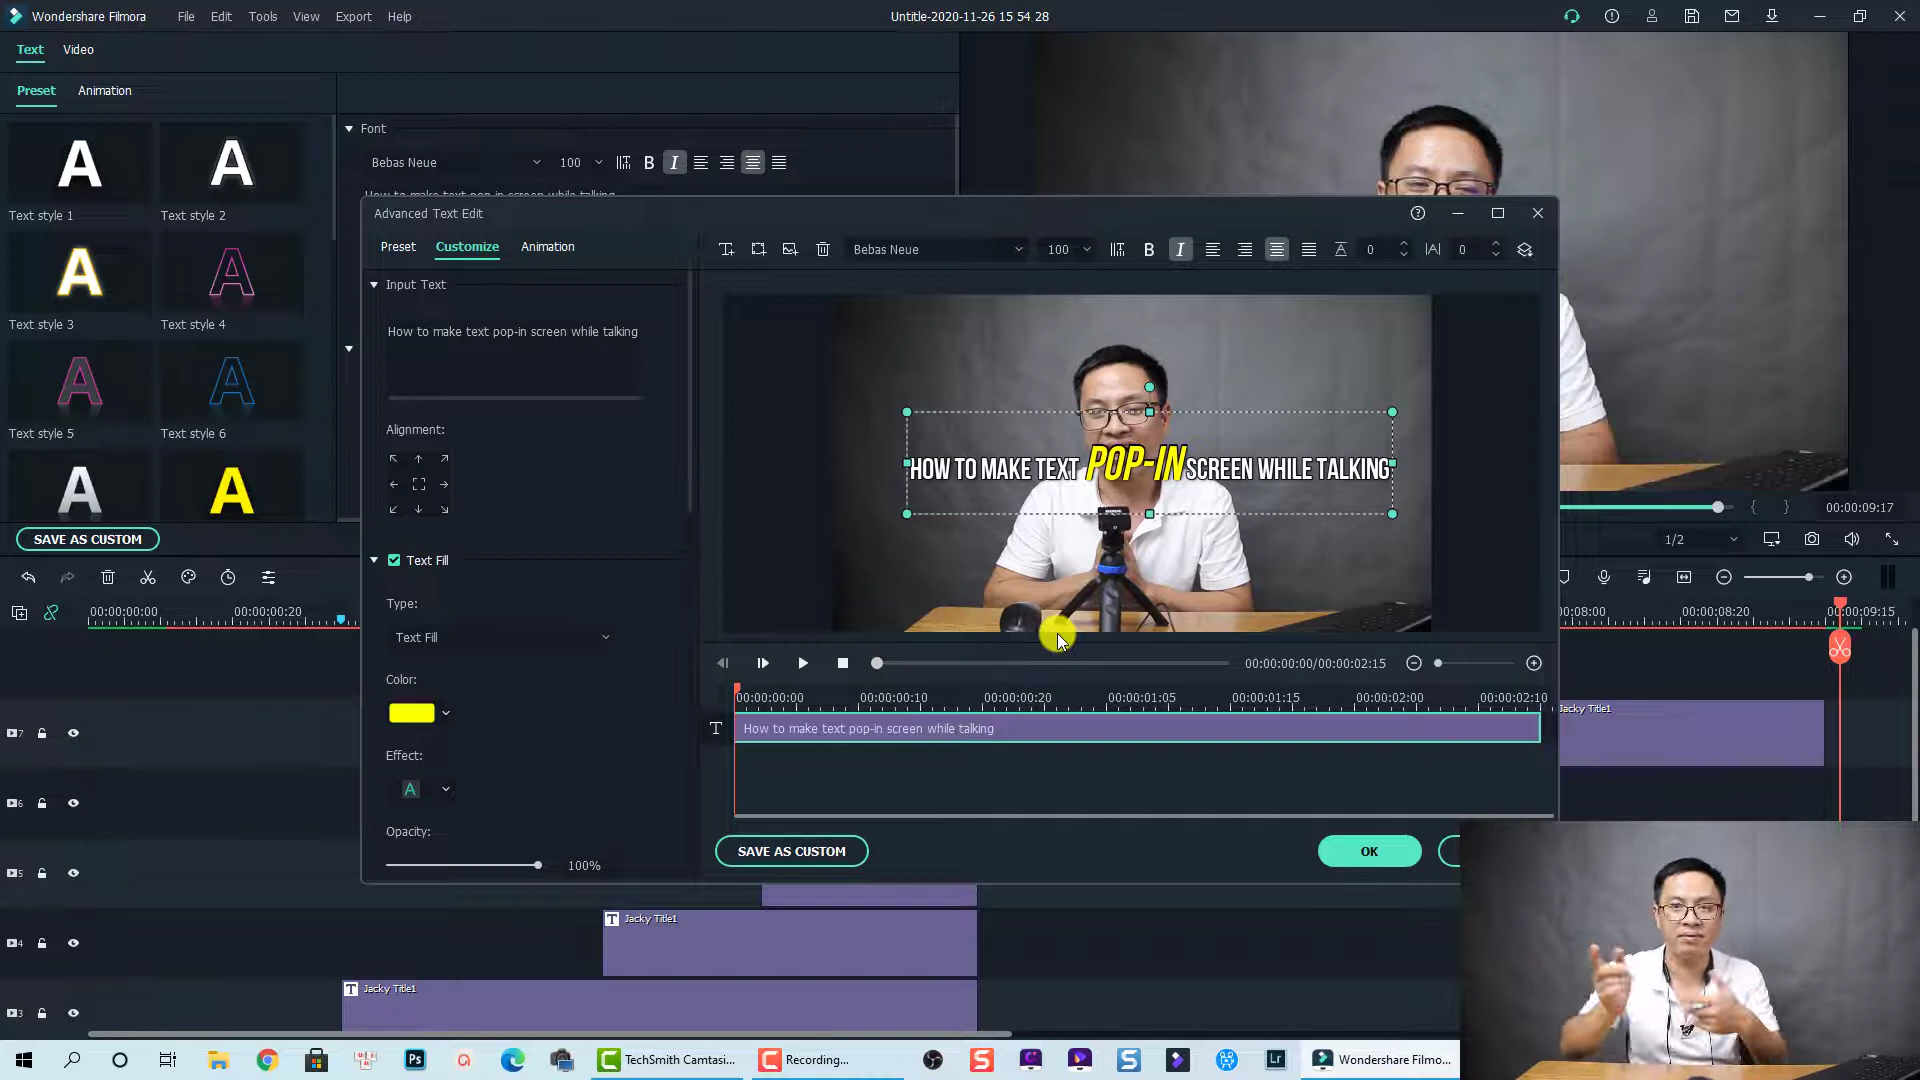 Wondershare Filmora File Edit Tools View Export Help
Untitle-2020-11-26 15 54 28
Text Video
Preset Animation
Text style 1 Text style 2
Text style 3 Text style 4
Text style 5 Text style 6
SAVE AS CUSTOM
Font
Bebas Neue 100 B I
How to make text pop in screen while talking
Advanced Text Edit
Preset Customize Animation
Bebas Neue 100 B I 0 0
Input Text
How to make text pop-in screen while talking
Alignment:
Text Fill
Type:
Text Fill
Color:
Effect:
A
Opacity:
100%
HOW TO MAKE TEXT POP-IN SCREEN WHILE TALKING
00:00:00:00/00:00:02:15
00:00:00:00 00:00:00:10 00:00:00:20 00:00:01:05 00:00:01:15 00:00:02:00 00:00:02:10
How to make text pop-in screen while talking
SAVE AS CUSTOM OK
00:00:09:17
1/2
00:00:00:00 00:00:00:20
00:08:00 00:00:08:20 00:00:09:15
7
Jacky Title1
6
5
4
Jacky Title1
3
Jacky Title1
TechSmith Camtasi... Recording... Wondershare Filmo...